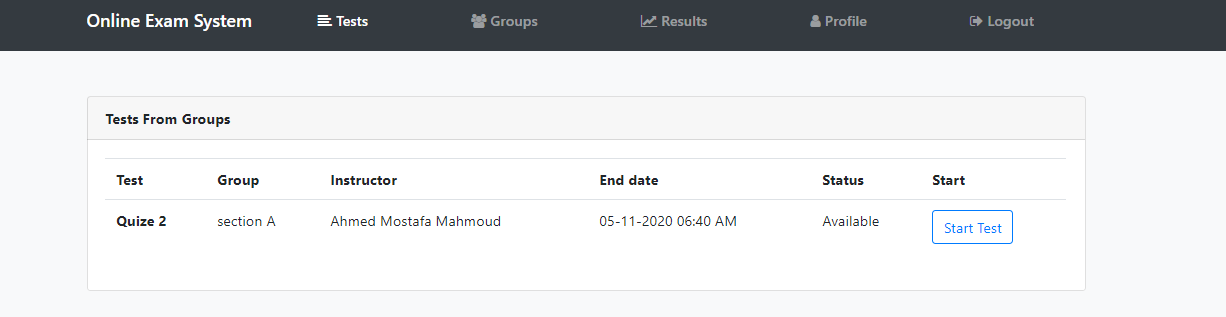 Online Exam System Tests Groups Results Profile Logout
Tests From Groups
Test Group Instructor End date Status Start
Quize 2 section A Ahmed Mostafa Mahmoud 05-11-2020 06:40 AM Available Start Test